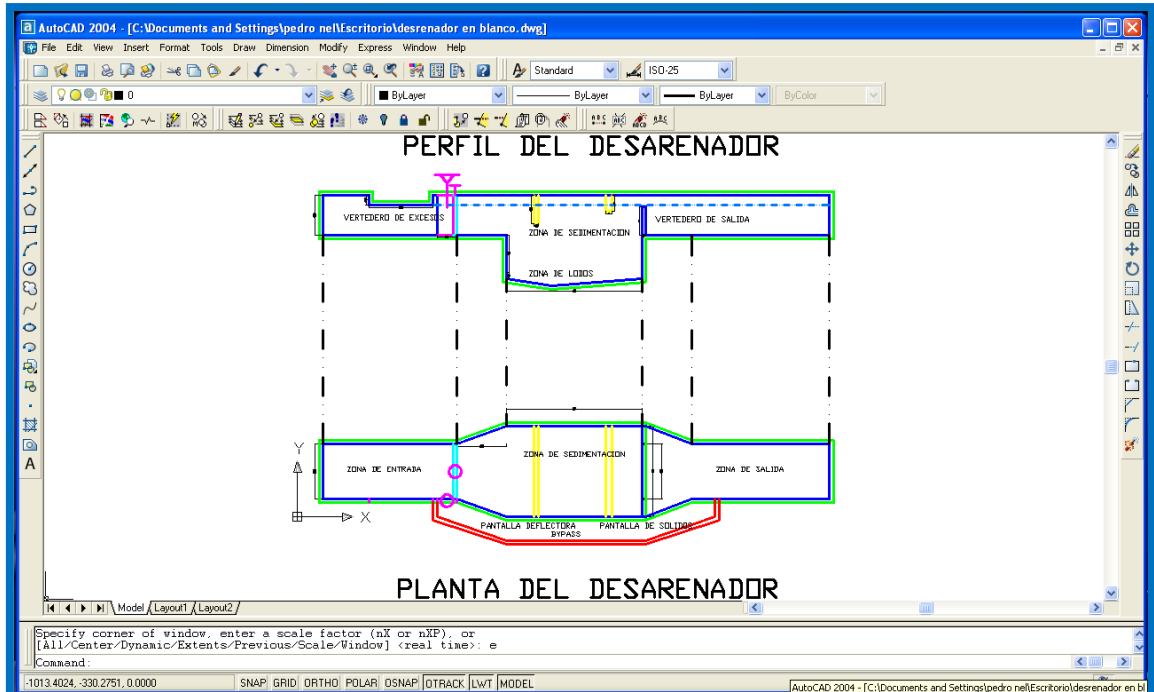 AutoCAD 2004 - [C:\Documents and Settings\pedro nel\Escritorio\desrenador en blanco.dwg]
File Edit View Insert Format Tools Draw Dimension Modify Express Window Help
Standard ISO-25
0 ByLayer ByLayer ByLayer ByColor
PERFIL DEL DESARENADOR
VERTEDERO DE EXCESOS
VERTEDERO DE SALIDA
ZONA DE SEDIMENTACION
ZONA DE LODOS
Y
ZONA DE ENTRADA
ZONA DE SEDIMENTACION
ZONA DE SALIDA
X
PANTALLA DEFLECTORA
PANTALLA DE SOLIDOS
BYPASS
PLANTA DEL DESARENADOR
Model Layout1 Layout2
Specify corner of window, enter a scale factor (nX or nXP), or
[All/Center/Dynamic/Extents/Previous/Scale/Window] <real time>: e
Command:
-1013.4024, -330.2751, 0.0000 SNAP GRID ORTHO POLAR OSNAP OTRACK LWT MODEL
AutoCAD 2004 - [C:\Documents and Settings\pedro nel\Escritorio\desrenador en bl